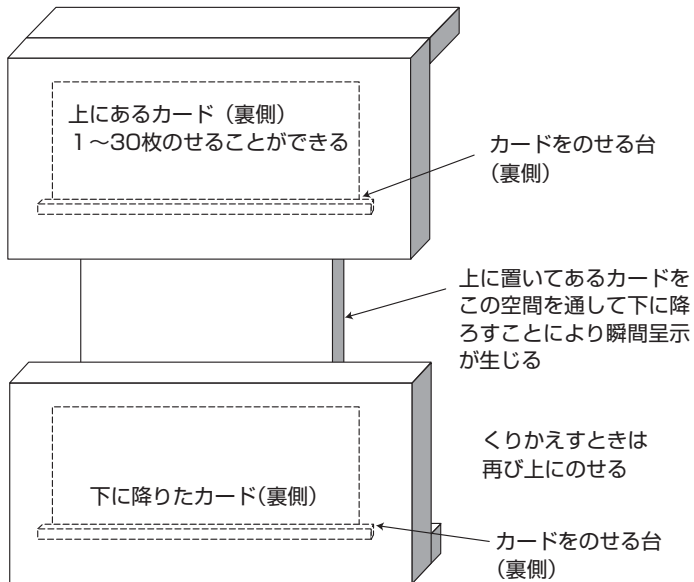 上にあるカード（裏側）
１～30枚のせることができる
カードをのせる台
（裏側）
上に置いてあるカードを
この空間を通して下に降
ろすことにより瞬間呈示
が生じる
くりかえすときは
再び上にのせる
下に降りたカード（裏側）
カードをのせる台
（裏側）